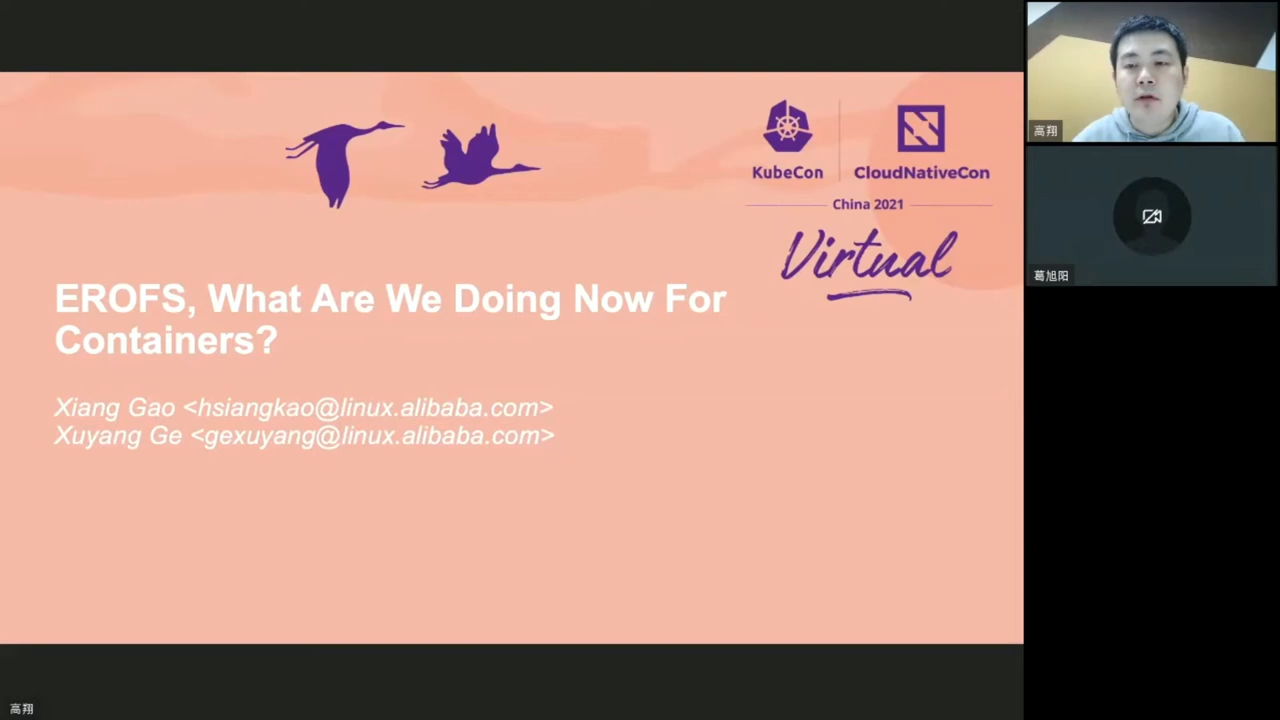 KubeCon
CloudNativeCon
China 2021
Virtual
EROFS, What Are We Doing Now For
Containers?
Xiang Gao <hsiangkao@linux.alibaba.com>
Xuyang Ge <gexuyang@linux.alibaba.com>
高翔
高翔
葛旭阳